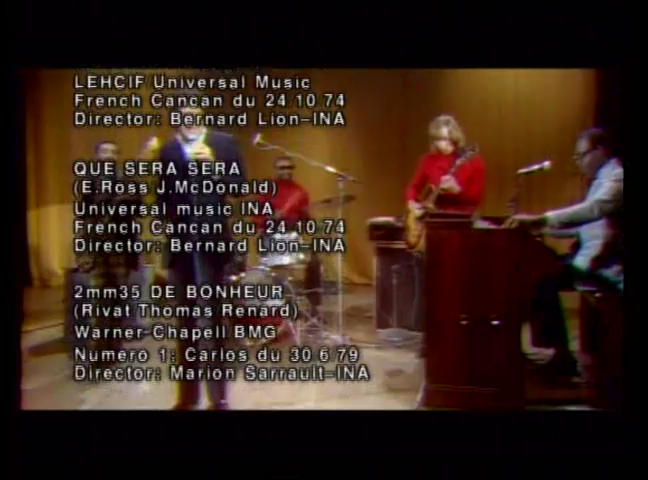 LEHCIF Universal Music
French Cancan du 24 10 74
Director: Bernard Lion-INA
QUE SERA SERA
(E.Ross J.McDonald)
Universal music INA
French Cancan du 24 10 74
Director: Bernard Lion-INA
2mm35 DE BONHEUR
(Rivat Thomas Renard)
Warner Chapell BMG
Numero 1: Carlos du 30 6 79
Director: Marion Sarrault-INA